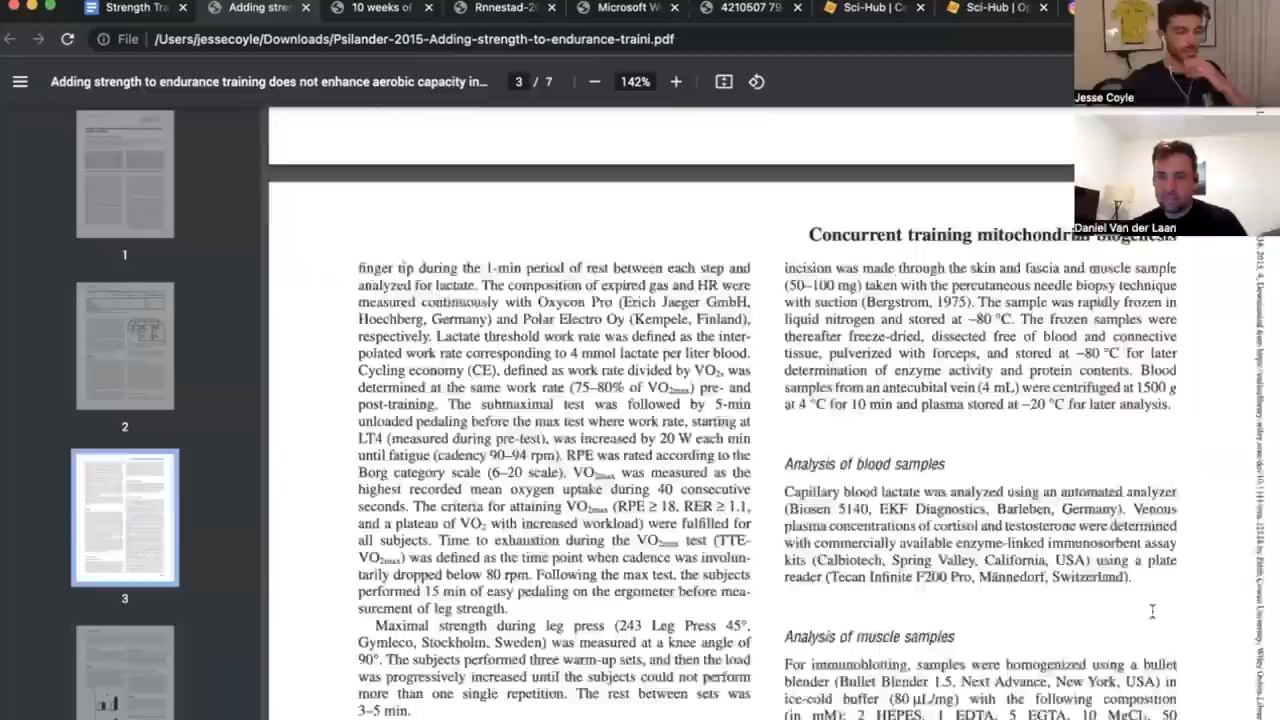 Strength Tra
Adding stren
10 weeks of
Rnnestad-2
Microsoft W
4210507 79
Sci-Hub | C
Sci-Hub | O
File /Users/jessecoyle/Downloads/Psilander-2015-Adding-strength-to-endurance-traini.pdf
Adding strength to endurance training does not enhance aerobic capacity in...
3 / 7
142%
Jesse Coyle
Daniel Van der Laan
1
2
3
Concurrent training mitochondrial biogenesis
finger tip during the 1-min period of rest between each step and
analyzed for lactate. The composition of expired gas and HR were
measured continuously with Oxycon Pro (Erich Jaeger GmbH,
Hoechberg, Germany) and Polar Electro Oy (Kempele, Finland),
respectively. Lactate threshold work rate was defined as the inter-
polated work rate corresponding to 4 mmol lactate per liter blood.
Cycling economy (CE), defined as work rate divided by VO2, was
determined at the same work rate (75–80% of VO2max) pre- and
post-training. The submaximal test was followed by 5-min
unloaded pedaling before the max test where work rate, starting at
LT4 (measured during pre-test), was increased by 20 W each min
until fatigue (cadency 90–94 rpm). RPE was rated according to the
Borg category scale (6–20 scale). VO2max was measured as the
highest recorded mean oxygen uptake during 40 consecutive
seconds. The criteria for attaining VO2max (RPE ≥ 18, RER ≥ 1.1,
and a plateau of VO2 with increased workload) were fulfilled for
all subjects. Time to exhaustion during the VO2max test (TTE-
VO2max) was defined as the time point when cadence was involun-
tarily dropped below 80 rpm. Following the max test, the subjects
performed 15 min of easy pedaling on the ergometer before mea-
surement of leg strength.
Maximal strength during leg press (243 Leg Press 45°,
Gymleco, Stockholm, Sweden) was measured at a knee angle of
90°. The subjects performed three warm-up sets, and then the load
was progressively increased until the subjects could not perform
more than one single repetition. The rest between sets was
3–5 min.
incision was made through the skin and fascia and muscle sample
(50–100 mg) taken with the percutaneous needle biopsy technique
with suction (Bergstrom, 1975). The sample was rapidly frozen in
liquid nitrogen and stored at −80 °C. The frozen samples were
thereafter freeze-dried, dissected free of blood and connective
tissue, pulverized with forceps, and stored at −80 °C for later
determination of enzyme activity and protein contents. Blood
samples from an antecubital vein (4 mL) were centrifuged at 1500 g
at 4 °C for 10 min and plasma stored at −20 °C for later analysis.
Analysis of blood samples
Capillary blood lactate was analyzed using an automated analyzer
(Biosen 5140, EKF Diagnostics, Barleben, Germany). Venous
plasma concentrations of cortisol and testosterone were determined
with commercially available enzyme-linked immunosorbent assay
kits (Calbiotech, Spring Valley, California, USA) using a plate
reader (Tecan Infinite F200 Pro, Männedorf, Switzerland).
Analysis of muscle samples
For immunoblotting, samples were homogenized using a bullet
blender (Bullet Blender 1.5, Next Advance, New York, USA) in
ice-cold buffer (80 μL/mg) with the following composition
(in mM): 2 HEPES, 1 EDTA, 5 EGTA, 10 MgCl2, 50